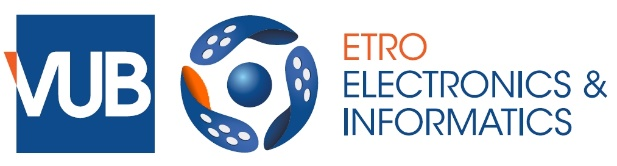 VUB
ETRO
ELECTRONICS &
INFORMATICS